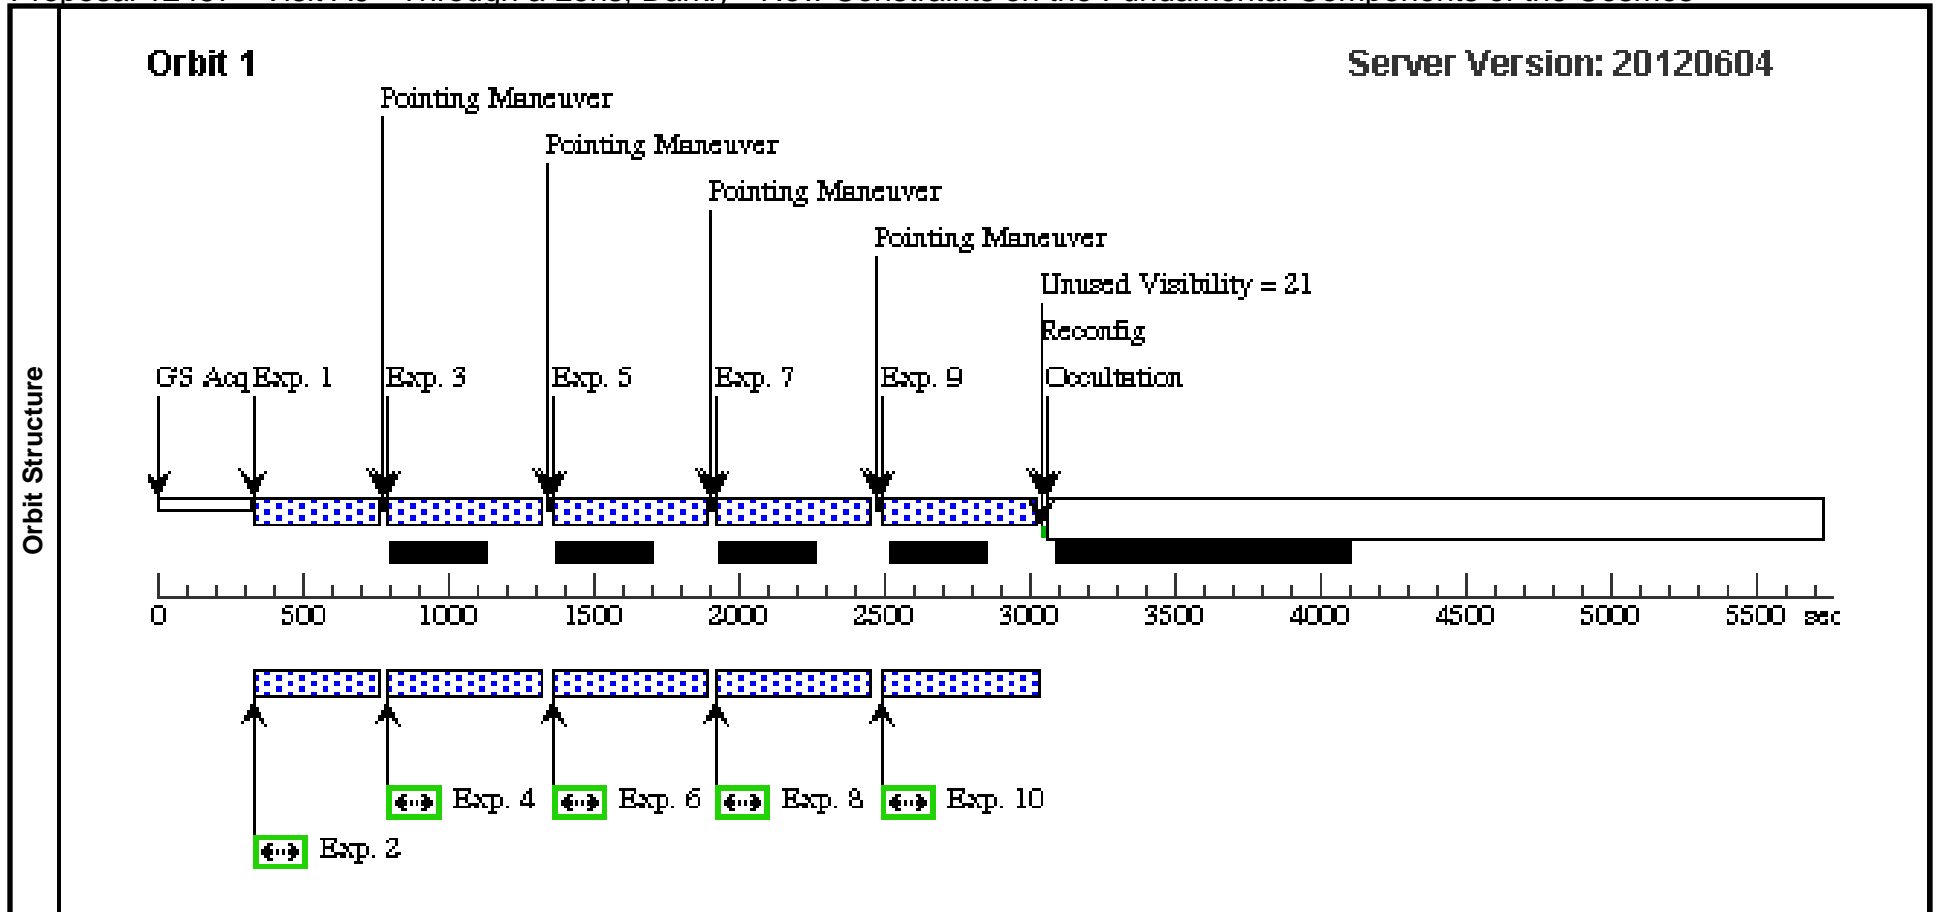 Orbit 1
Server Version: 20120604
Pointing Maneuver
Pointing Maneuver
Pointing Maneuver
Pointing Maneuver
Unused Visibility = 21
Reconfig
GS Acq Exp. 1 Exp. 3 Exp. 5 Exp. 7 Exp. 9 Occultation
Orbit Structure
0 500 1000 1500 2000 2500 3000 3500 4000 4500 5000 5500 sec
Exp. 4 Exp. 6 Exp. 8 Exp. 10
Exp. 2